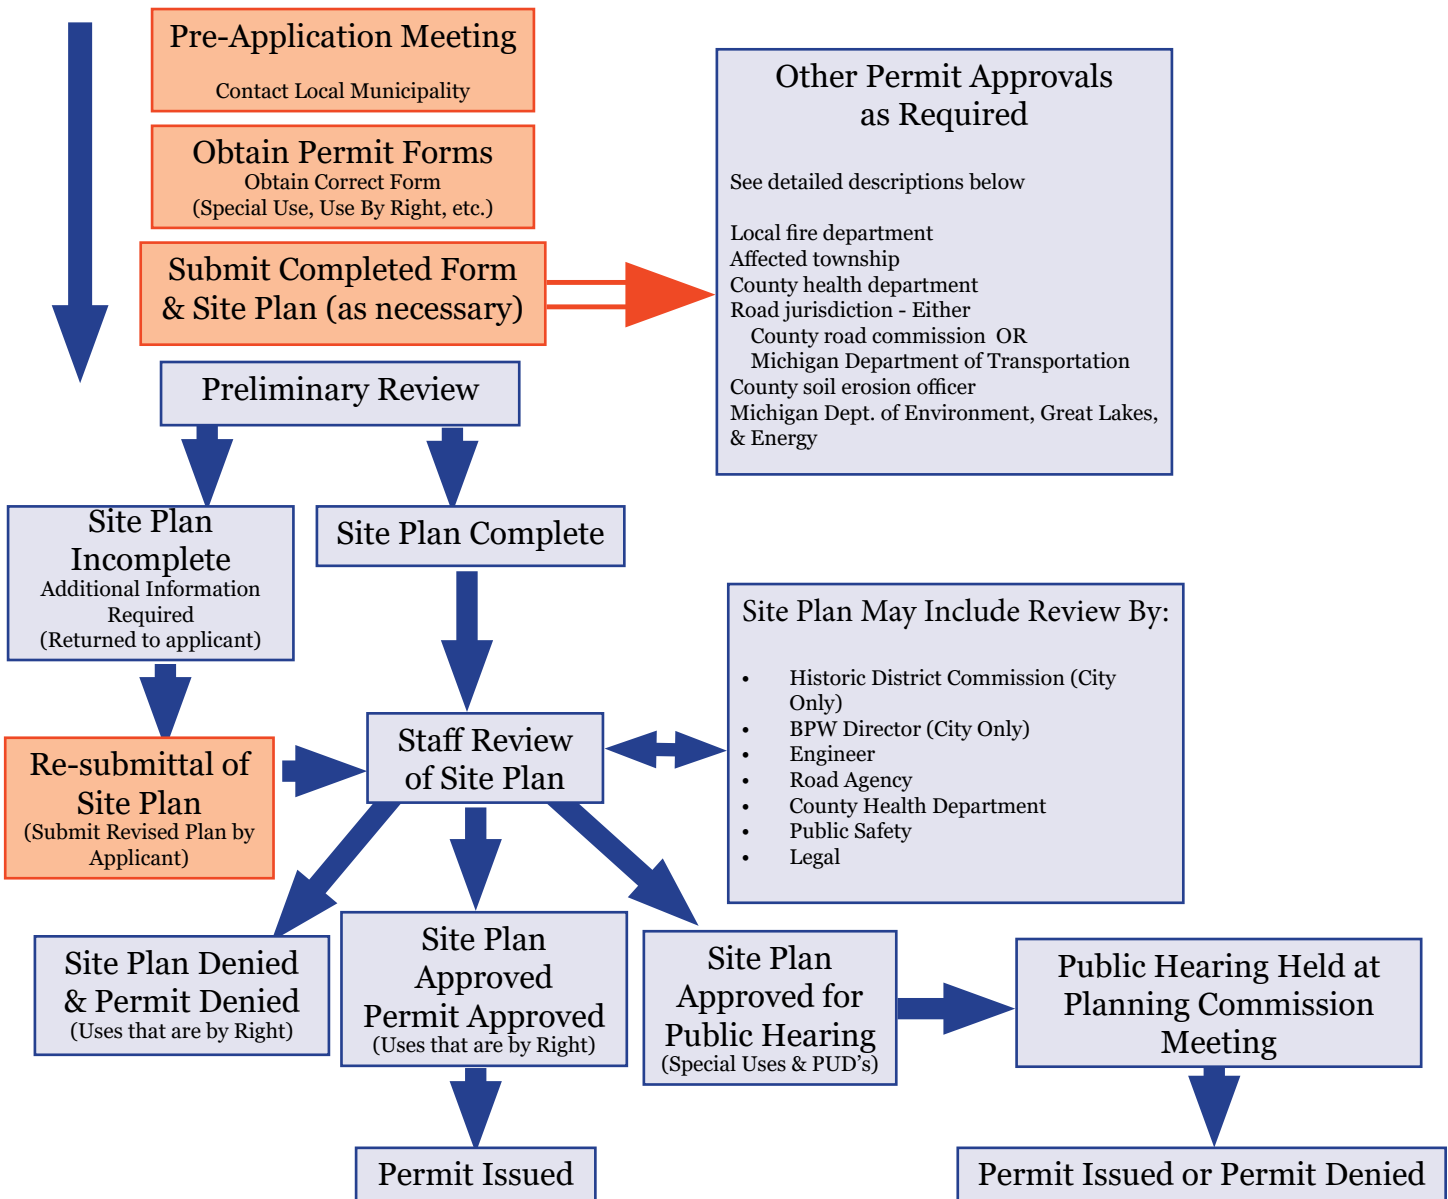 Pre-Application Meeting
Contact Local Municipality
Obtain Permit Forms
Obtain Correct Form
(Special Use, Use By Right, etc.)
Submit Completed Form
& Site Plan (as necessary)
Other Permit Approvals
as Required
See detailed descriptions below
Local fire department
Affected township
County health department
Road jurisdiction - Either
County road commission OR
Michigan Department of Transportation
County soil erosion officer
Michigan Dept. of Environment, Great Lakes,
& Energy
Preliminary Review
Site Plan
Incomplete
Additional Information
Required
(Returned to applicant)
Site Plan Complete
Re-submittal of
Site Plan
(Submit Revised Plan by
Applicant)
Staff Review
of Site Plan
Site Plan May Include Review By:
• Historic District Commission (City
Only)
• BPW Director (City Only)
• Engineer
• Road Agency
• County Health Department
• Public Safety
• Legal
Site Plan Denied
& Permit Denied
(Uses that are by Right)
Site Plan
Approved
Permit Approved
(Uses that are by Right)
Site Plan
Approved for
Public Hearing
(Special Uses & PUD's)
Public Hearing Held at
Planning Commission
Meeting
Permit Issued
Permit Issued or Permit Denied